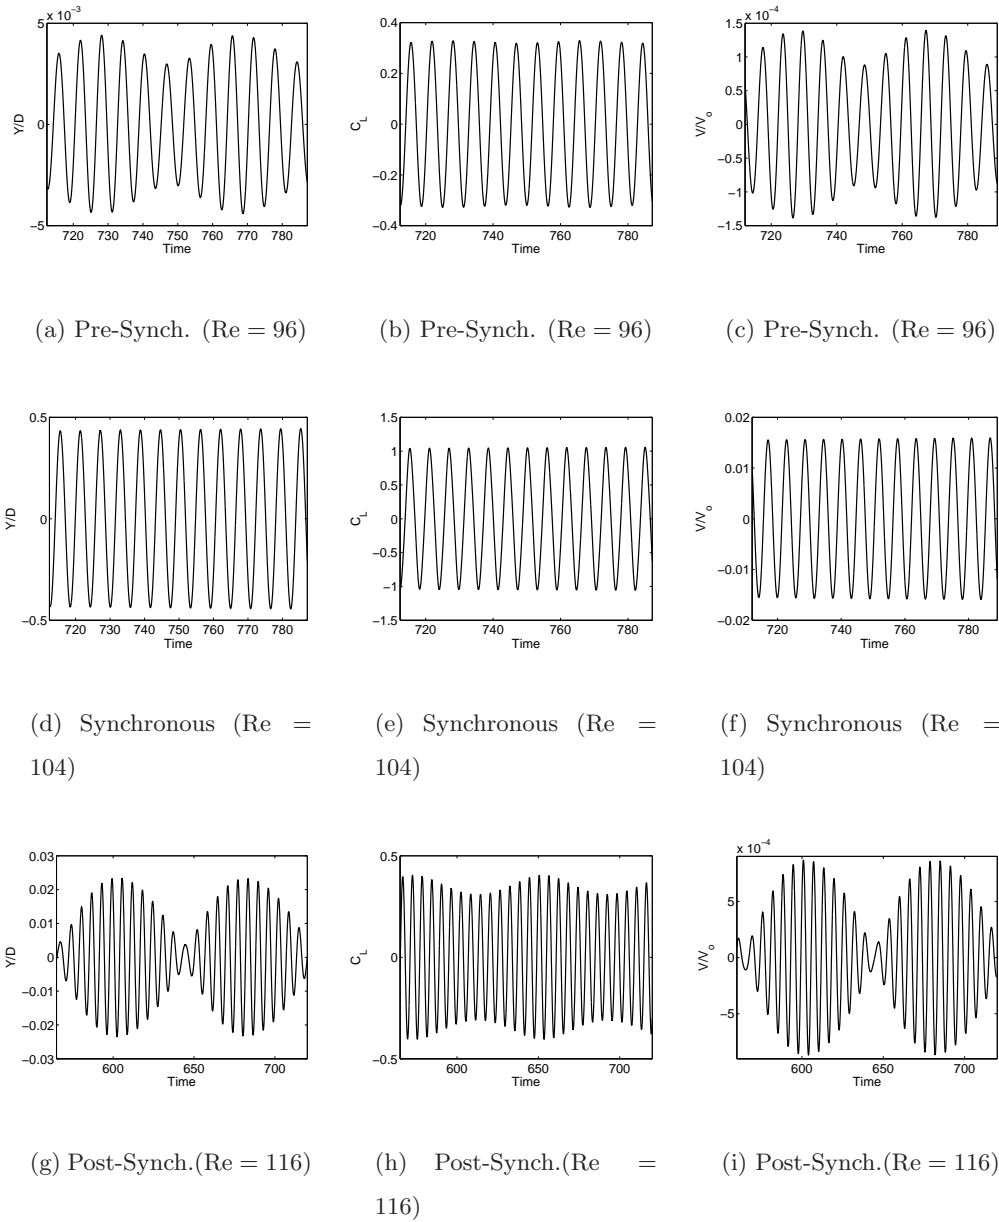 x 10⁻³
5
0
−5
Y/D
720 730 740 750 760 770 780
Time
0.4
0.2
0
−0.2
−0.4
C_L
720 740 760 780
Time
x 10⁻⁴
1.5
1
0.5
0
−0.5
−1
−1.5
V/V_o
720 740 760 780
Time
(a) Pre-Synch. (Re = 96)
(b) Pre-Synch. (Re = 96)
(c) Pre-Synch. (Re = 96)
0.5
0
−0.5
Y/D
720 730 740 750 760 770 780
Time
1.5
1
0.5
0
−0.5
−1
−1.5
C_L
720 740 760 780
Time
0.02
0.01
0
−0.01
−0.02
V/V_o
720 740 760 780
Time
(d) Synchronous (Re =
104)
(e) Synchronous (Re =
104)
(f) Synchronous (Re =
104)
0.03
0.02
0.01
0
−0.01
−0.02
−0.03
Y/D
600 650 700
Time
0.5
0
−0.5
C_L
600 650 700
Time
x 10⁻⁴
5
0
−5
V/V_o
600 650 700
Time
(g) Post-Synch.(Re = 116)
(h) Post-Synch.(Re =
116)
(i) Post-Synch.(Re = 116)